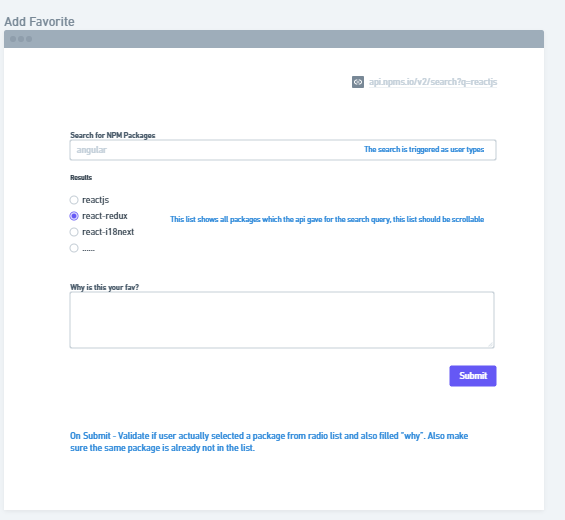 Add Favorite
api.npms.io/v2/search?q=reactjs
Search for NPM Packages
angular
The search is triggered as user types
Results
reactjs
react-redux
This list shows all packages which the api gave for the search query, this list should be scrollable
react-i18next
......
Why is this your fav?
Submit
On Submit - Validate if user actually selected a package from radio list and also filled "why". Also make
sure the same package is already not in the list.